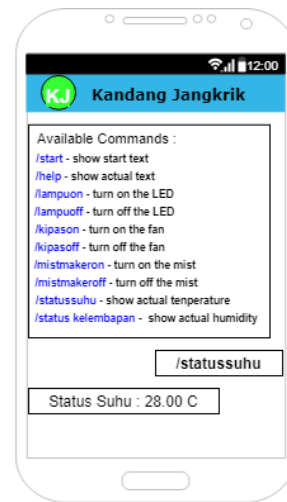 12:00
KJ
Kandang Jangkrik
Available Commands :
/start - show start text
/help - show actual text
/lampuon - turn on the LED
/lampuoff - turn off the LED
/kipason - turn on the fan
/kipasoff - turn off the fan
/mistmakeron - turn on the mist
/mistmakeroff - turn off the mist
/statussuhu - show actual tenperature
/status kelembapan - show actual humidity
/statussuhu
Status Suhu : 28.00 C